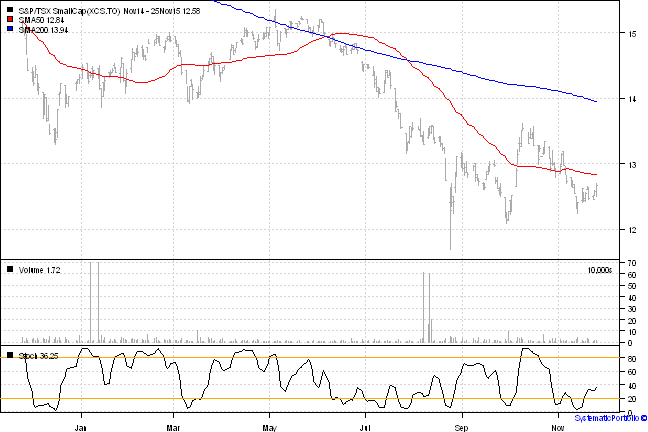 S&P/TSX SmallCap(XCS.TO) Nov14 - 25Nov15 12.58
SMA50 12.84
SMA200 13.94
15
14
13
12
Volume 1.72
10,000s
70
60
50
40
30
20
10
0
Stoch 36.25
80
60
40
20
0
Jan Mar May Jul Sep Nov
SystematicPortfolio ©